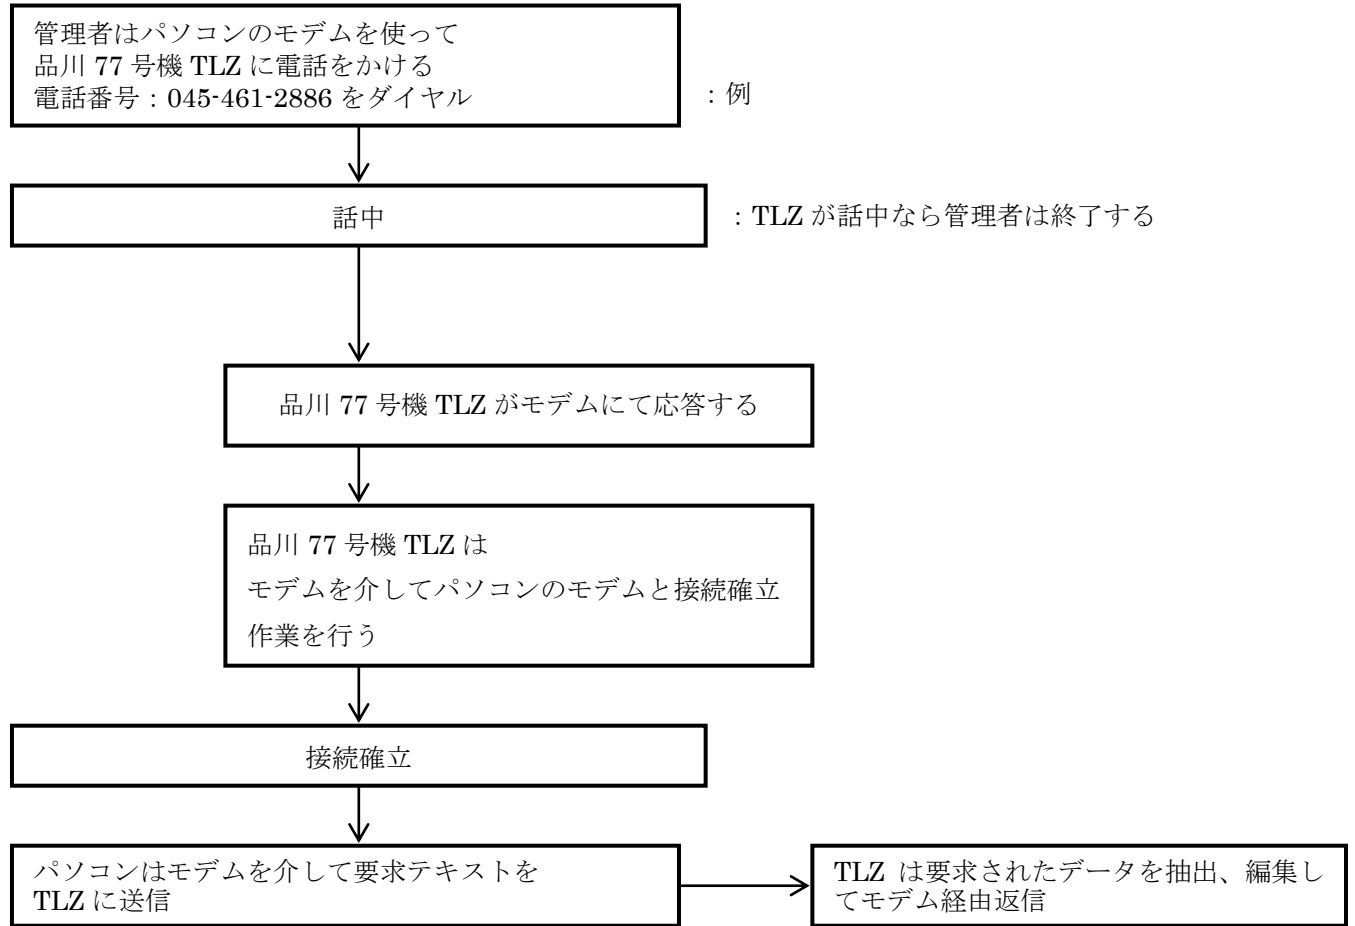 管理者はパソコンのモデムを使って
品川 77 号機 TLZ に電話をかける
電話番号：045-461-2886 をダイヤル
：例
話中
：TLZ が話中なら管理者は終了する
品川 77 号機 TLZ がモデムにて応答する
品川 77 号機 TLZ は
モデムを介してパソコンのモデムと接続確立
作業を行う
接続確立
パソコンはモデムを介して要求テキストを
TLZ に送信
TLZ は要求されたデータを抽出、編集し
てモデム経由返信